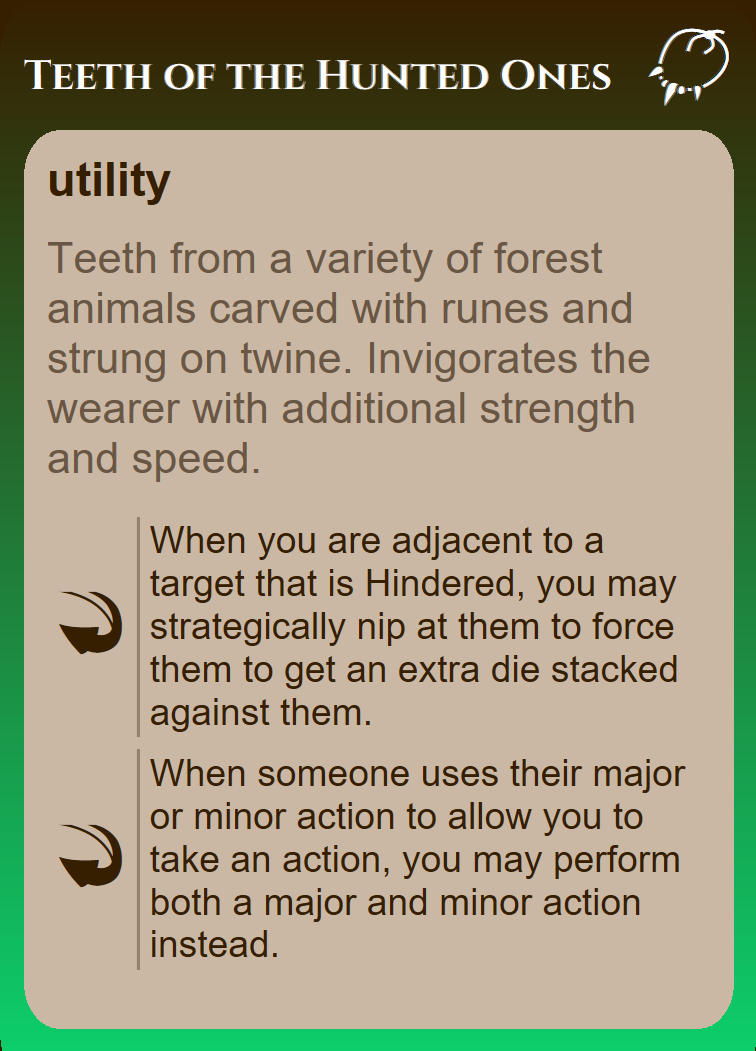 Teeth of the Hunted Ones
utility
Teeth from a variety of forest
animals carved with runes and
strung on twine. Invigorates the
wearer with additional strength
and speed.
When you are adjacent to a
target that is Hindered, you may
strategically nip at them to force
them to get an extra die stacked
against them.
When someone uses their major
or minor action to allow you to
take an action, you may perform
both a major and minor action
instead.